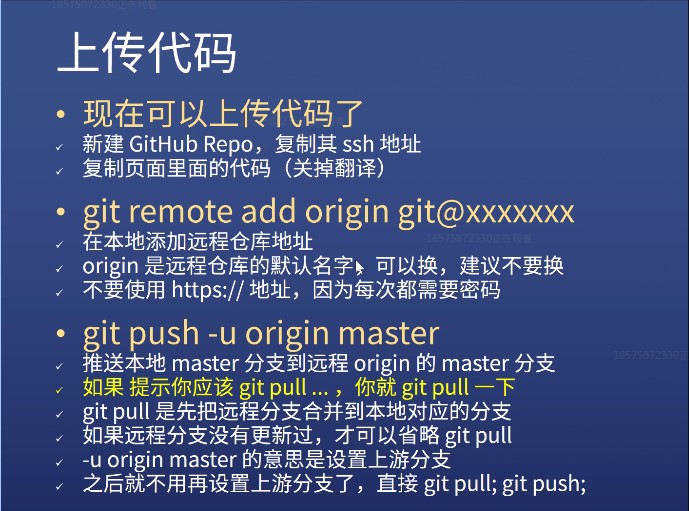 上传代码
• 现在可以上传代码了
✓ 新建 GitHub Repo，复制其 ssh 地址
✓ 复制页面里面的代码（关掉翻译）
• git remote add origin git@xxxxxxx
✓ 在本地添加远程仓库地址
✓ origin 是远程仓库的默认名字，可以换，建议不要换
✓ 不要使用 https:// 地址，因为每次都需要密码
• git push -u origin master
✓ 推送本地 master 分支到远程 origin 的 master 分支
✓ 如果 提示你应该 git pull ... ，你就 git pull 一下
✓ git pull 是先把远程分支合并到本地对应的分支
✓ 如果远程分支没有更新过，才可以省略 git pull
✓ -u origin master 的意思是设置上游分支
✓ 之后就不用再设置上游分支了，直接 git pull; git push;